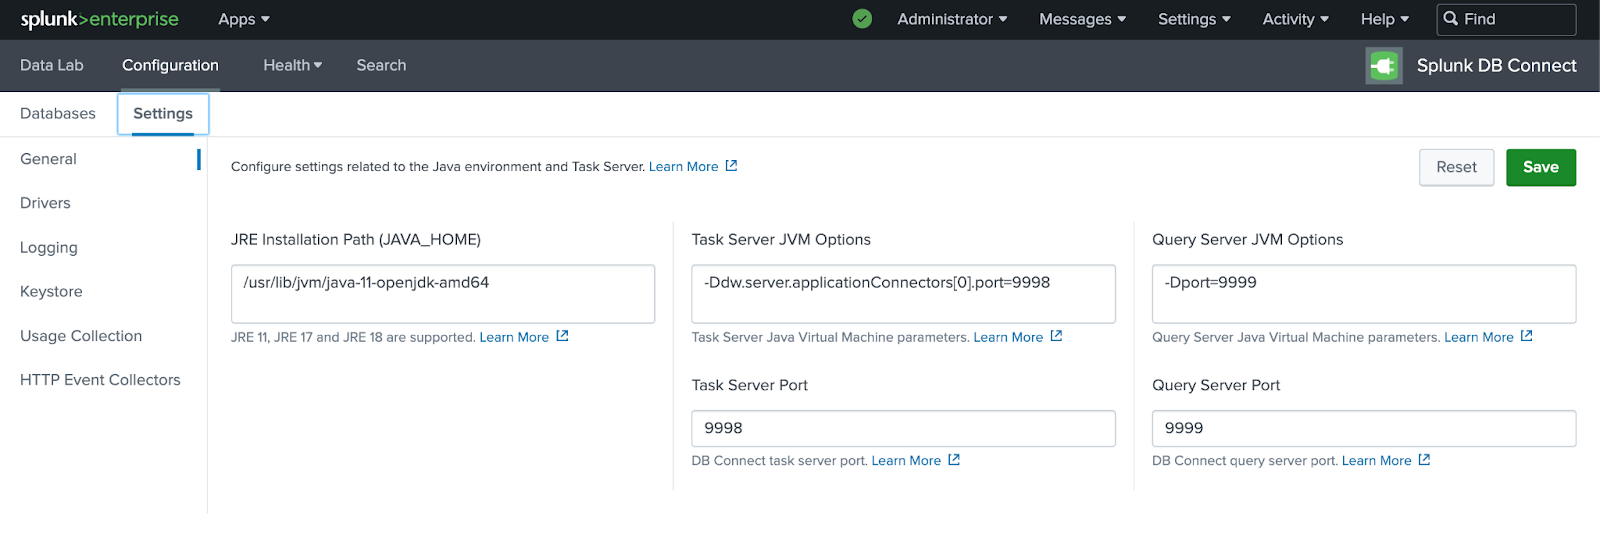 splunk>enterprise Apps Administrator Messages Settings Activity Help Find
Data Lab Configuration Health Search Splunk DB Connect
Databases Settings
General
Drivers
Logging
Keystore
Usage Collection
HTTP Event Collectors
Configure settings related to the Java environment and Task Server. Learn More
Reset Save
JRE Installation Path (JAVA_HOME)
/usr/lib/jvm/java-11-openjdk-amd64
JRE 11, JRE 17 and JRE 18 are supported. Learn More
Task Server JVM Options
-Ddw.server.applicationConnectors[0].port=9998
Task Server Java Virtual Machine parameters. Learn More
Task Server Port
9998
DB Connect task server port. Learn More
Query Server JVM Options
-Dport=9999
Query Server Java Virtual Machine parameters. Learn More
Query Server Port
9999
DB Connect query server port. Learn More